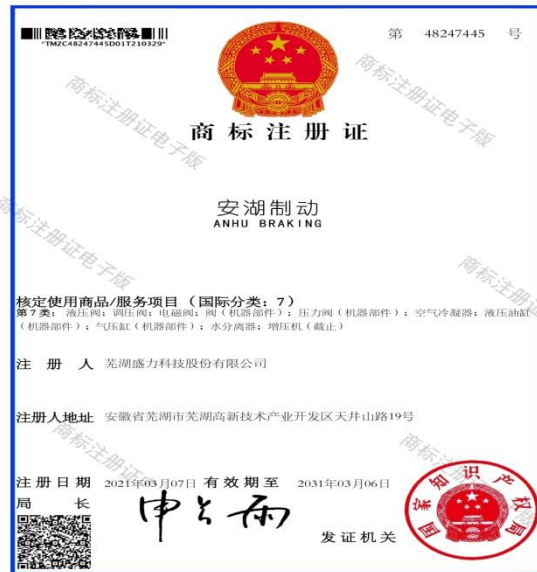 *TMZC48247445D01T210329*
第 48247445 号
商标注册证
安湖制动
ANHU BRAKING
核定使用商品/服务项目（国际分类：7）
第7类：液压阀；调压阀；电磁阀；阀（机器部件）；压力阀（机器部件）；空气冷凝器；液压油缸
（机器部件）；气压缸（机器部件）；水分离器；增压机（截止）
注册人 芜湖盛力科技股份有限公司
注册人地址 安徽省芜湖市芜湖高新技术产业开发区天井山路19号
注册日期 2021年03月07日 有效期至 2031年03月06日
局长 申长雨
发证机关
国家知识产权局
商标注册证电子版
商标注册证电子版
商标注册证电子版
商标注册证电子版
商标注册证电子版
商标注册证电子版